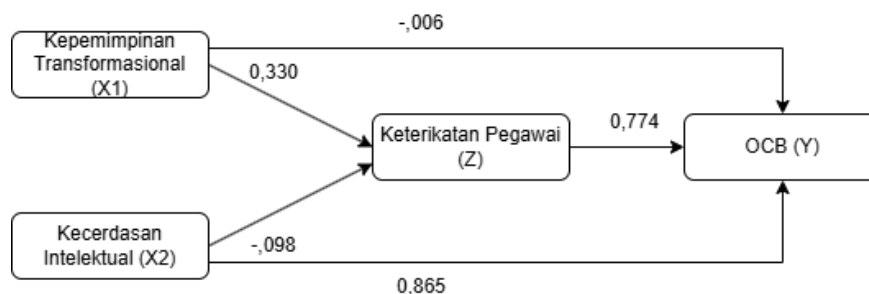 -,006
Kepemimpinan
Transformasional
(X1)
0,330
Keterikatan Pegawai
(Z)
0,774
OCB (Y)
Kecerdasan
Intelektual (X2)
-,098
0.865